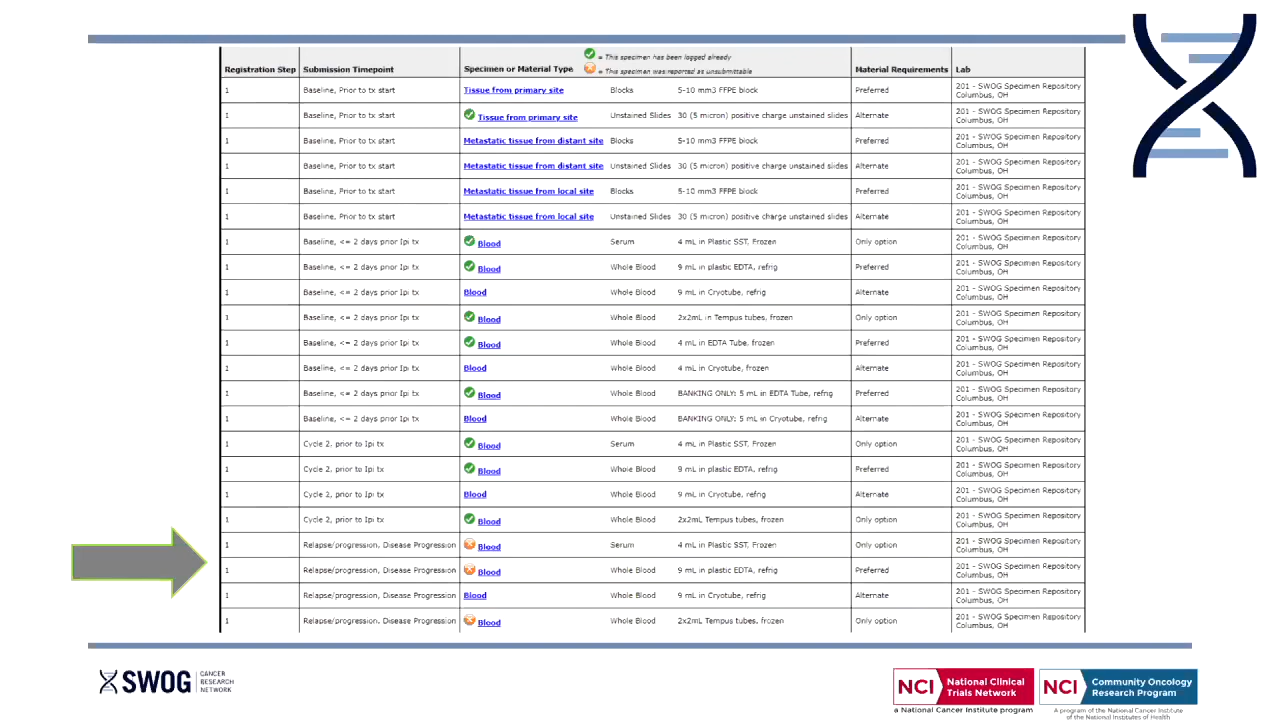 = This specimen has been logged already
Registration Step Submission Timepoint Specimen or Material Type = This specimen was reported as unsubmittable Material Requirements Lab
1 Baseline, Prior to tx start Tissue from primary site Blocks 5-10 mm3 FFPE block Preferred 201 - SWOG Specimen Repository Columbus, OH
1 Baseline, Prior to tx start Tissue from primary site Unstained Slides 30 (5 micron) positive charge unstained slides Alternate 201 - SWOG Specimen Repository Columbus, OH
1 Baseline, Prior to tx start Metastatic tissue from distant site Blocks 5-10 mm3 FFPE block Preferred 201 - SWOG Specimen Repository Columbus, OH
1 Baseline, Prior to tx start Metastatic tissue from distant site Unstained Slides 30 (5 micron) positive charge unstained slides Alternate 201 - SWOG Specimen Repository Columbus, OH
1 Baseline, Prior to tx start Metastatic tissue from local site Blocks 5-10 mm3 FFPE block Preferred 201 - SWOG Specimen Repository Columbus, OH
1 Baseline, Prior to tx start Metastatic tissue from local site Unstained Slides 30 (5 micron) positive charge unstained slides Alternate 201 - SWOG Specimen Repository Columbus, OH
1 Baseline, <= 2 days prior Ipi tx Blood Serum 4 mL in Plastic SST, Frozen Only option 201 - SWOG Specimen Repository Columbus, OH
1 Baseline, <= 2 days prior Ipi tx Blood Whole Blood 9 mL in plastic EDTA, refrig Preferred 201 - SWOG Specimen Repository Columbus, OH
1 Baseline, <= 2 days prior Ipi tx Blood Whole Blood 9 mL in Cryotube, refrig Alternate 201 - SWOG Specimen Repository Columbus, OH
1 Baseline, <= 2 days prior Ipi tx Blood Whole Blood 2x2mL in Tempus tubes, frozen Only option 201 - SWOG Specimen Repository Columbus, OH
1 Baseline, <= 2 days prior Ipi tx Blood Whole Blood 4 mL in EDTA Tube, frozen Preferred 201 - SWOG Specimen Repository Columbus, OH
1 Baseline, <= 2 days prior Ipi tx Blood Whole Blood 4 mL in Cryotube, frozen Alternate 201 - SWOG Specimen Repository Columbus, OH
1 Baseline, <= 2 days prior Ipi tx Blood Whole Blood BANKING ONLY: 5 mL in EDTA Tube, refrig Preferred 201 - SWOG Specimen Repository Columbus, OH
1 Baseline, <= 2 days prior Ipi tx Blood Whole Blood BANKING ONLY: 5 mL in Cryotube, refrig Alternate 201 - SWOG Specimen Repository Columbus, OH
1 Cycle 2, prior to Ipi tx Blood Serum 4 mL in Plastic SST, Frozen Only option 201 - SWOG Specimen Repository Columbus, OH
1 Cycle 2, prior to Ipi tx Blood Whole Blood 9 mL in plastic EDTA, refrig Preferred 201 - SWOG Specimen Repository Columbus, OH
1 Cycle 2, prior to Ipi tx Blood Whole Blood 9 mL in Cryotube, refrig Alternate 201 - SWOG Specimen Repository Columbus, OH
1 Cycle 2, prior to Ipi tx Blood Whole Blood 2x2mL Tempus tubes, frozen Only option 201 - SWOG Specimen Repository Columbus, OH
1 Relapse/progression, Disease Progression Blood Serum 4 mL in Plastic SST, Frozen Only option 201 - SWOG Specimen Repository Columbus, OH
1 Relapse/progression, Disease Progression Blood Whole Blood 9 mL in plastic EDTA, refrig Preferred 201 - SWOG Specimen Repository Columbus, OH
1 Relapse/progression, Disease Progression Blood Whole Blood 9 mL in Cryotube, refrig Alternate 201 - SWOG Specimen Repository Columbus, OH
1 Relapse/progression, Disease Progression Blood Whole Blood 2x2mL Tempus tubes, frozen Only option 201 - SWOG Specimen Repository Columbus, OH
SWOG CANCER RESEARCH NETWORK
NCI National Clinical Trials Network
a National Cancer Institute program
NCI Community Oncology Research Program
A program of the National Cancer Institute
of the National Institutes of Health